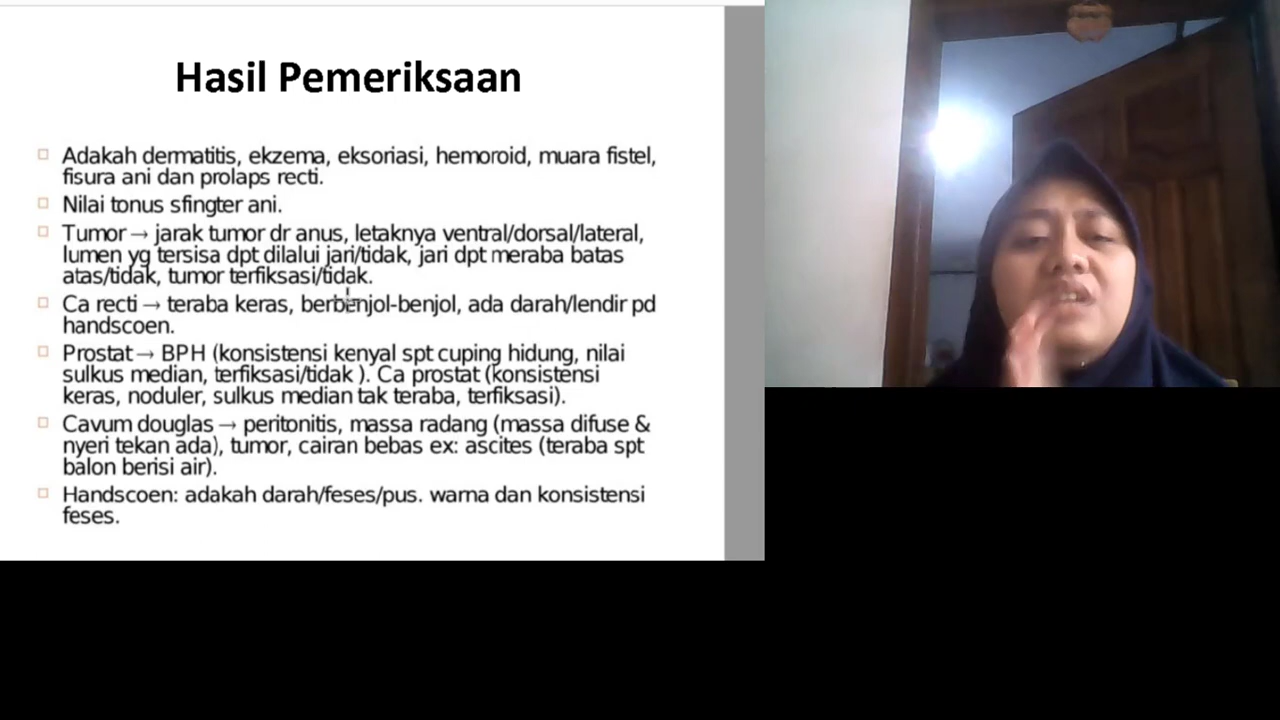 Hasil Pemeriksaan
Adakah dermatitis, ekzema, eksoriasi, hemoroid, muara fistel,
fisura ani dan prolaps recti.
Nilai tonus sfingter ani.
Tumor → jarak tumor dr anus, letaknya ventral/dorsal/lateral,
lumen yg tersisa dpt dilalui jari/tidak, jari dpt meraba batas
atas/tidak, tumor terfiksasi/tidak.
Ca recti → teraba keras, berbenjol-benjol, ada darah/lendir pd
handscoen.
Prostat → BPH (konsistensi kenyal spt cuping hidung, nilai
sulkus median, terfiksasi/tidak ). Ca prostat (konsistensi
keras, noduler, sulkus median tak teraba, terfiksasi).
Cavum douglas → peritonitis, massa radang (massa difuse &
nyeri tekan ada), tumor, cairan bebas ex: ascites (teraba spt
balon berisi air).
Handscoen: adakah darah/feses/pus. warna dan konsistensi
feses.